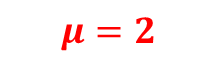 μ = 2